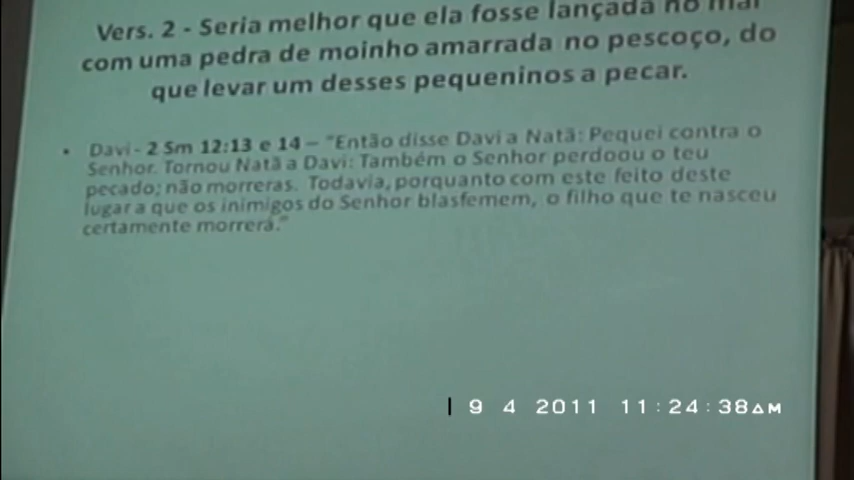 Vers. 2 - Seria melhor que ela fosse lançada no mar
com uma pedra de moinho amarrada no pescoço, do
que levar um desses pequeninos a pecar.
• Davi - 2 Sm 12:13 e 14 – "Então disse Davi a Natã: Pequei contra o
Senhor. Tornou Natã a Davi: Também o Senhor perdoou o teu
pecado; não morreras. Todavia, porquanto com este feito deste
lugar a que os inimigos do Senhor blasfemem, o filho que te nasceu
certamente morrerá."
9 4 2011 11:24:38AM